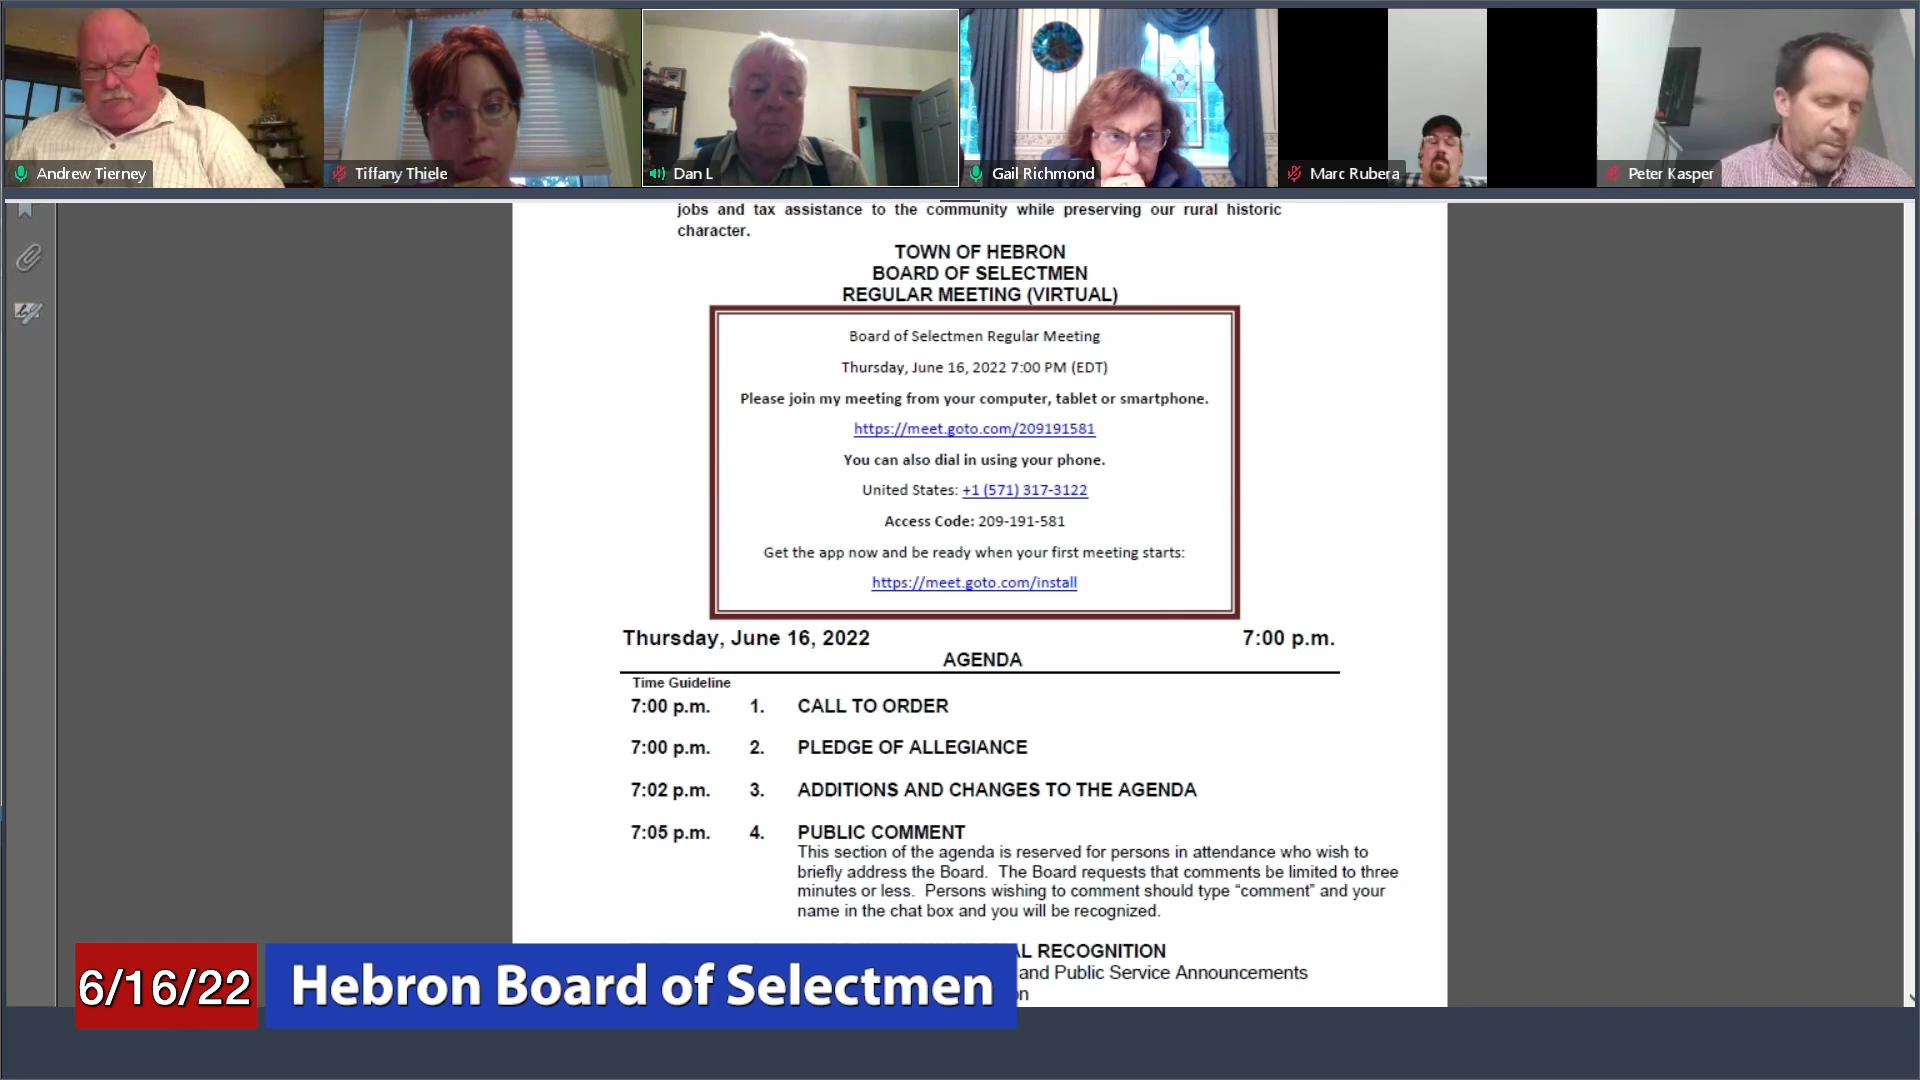 Andrew Tierney
Tiffany Thiele
Dan L
Gail Richmond
Marc Rubera
Peter Kasper
jobs and tax assistance to the community while preserving our rural historic
character.
TOWN OF HEBRON
BOARD OF SELECTMEN
REGULAR MEETING (VIRTUAL)
Board of Selectmen Regular Meeting
Thursday, June 16, 2022 7:00 PM (EDT)
Please join my meeting from your computer, tablet or smartphone.
https://meet.goto.com/209191581
You can also dial in using your phone.
United States: +1 (571) 317-3122
Access Code: 209-191-581
Get the app now and be ready when your first meeting starts:
https://meet.goto.com/install
Thursday, June 16, 2022 7:00 p.m.
AGENDA
Time Guideline
7:00 p.m. 1. CALL TO ORDER
7:00 p.m. 2. PLEDGE OF ALLEGIANCE
7:02 p.m. 3. ADDITIONS AND CHANGES TO THE AGENDA
7:05 p.m. 4. PUBLIC COMMENT
This section of the agenda is reserved for persons in attendance who wish to
briefly address the Board. The Board requests that comments be limited to three
minutes or less. Persons wishing to comment should type “comment” and your
name in the chat box and you will be recognized.
RECOGNITION
and Public Service Announcements
6/16/22 Hebron Board of Selectmen